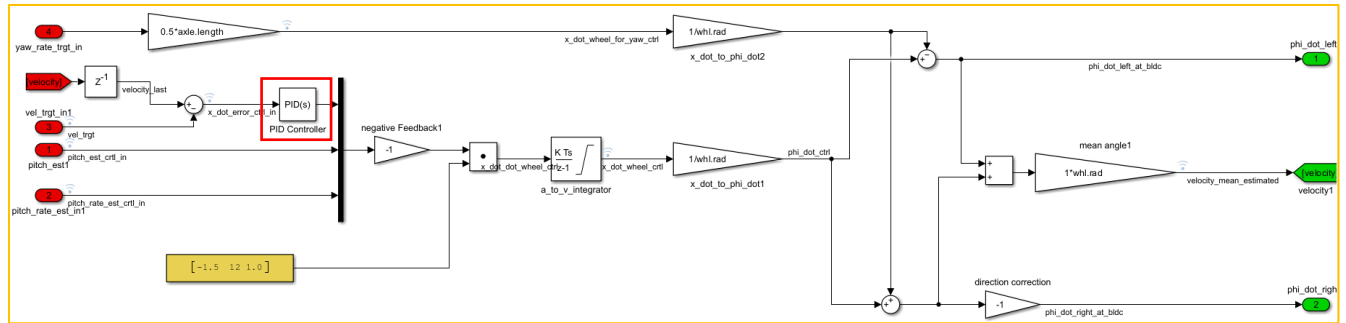 4
yaw_rate_trgt_in
0.5*axle.length
x_dot_wheel_for_yaw_ctrl
1/whl.rad
x_dot_to_phi_dot2
phi_dot_left
1
phi_dot_left_at_bldc
[velocity]
Z-1
velocity_last
x_dot_error_ctrl_in
PID(s)
PID Controller
vel_trgt_in1
3
vel_trgt
1
pitch_est1
pitch_est_crtl_in
2
pitch_rate_est_in1
pitch_rate_est_crtl_in
negative Feedback1
-1
x_dot_dot_wheel_ctrl
K Ts
z-1
a_to_v_integrator
x_dot_wheel_crtl
1/whl.rad
x_dot_to_phi_dot1
phi_dot_ctrl
mean angle1
1*whl.rad
velocity_mean_estimated
[velocity
velocity1
[-1.5 12 1.0]
direction correction
-1
phi_dot_right_at_bldc
phi_dot_righ
2